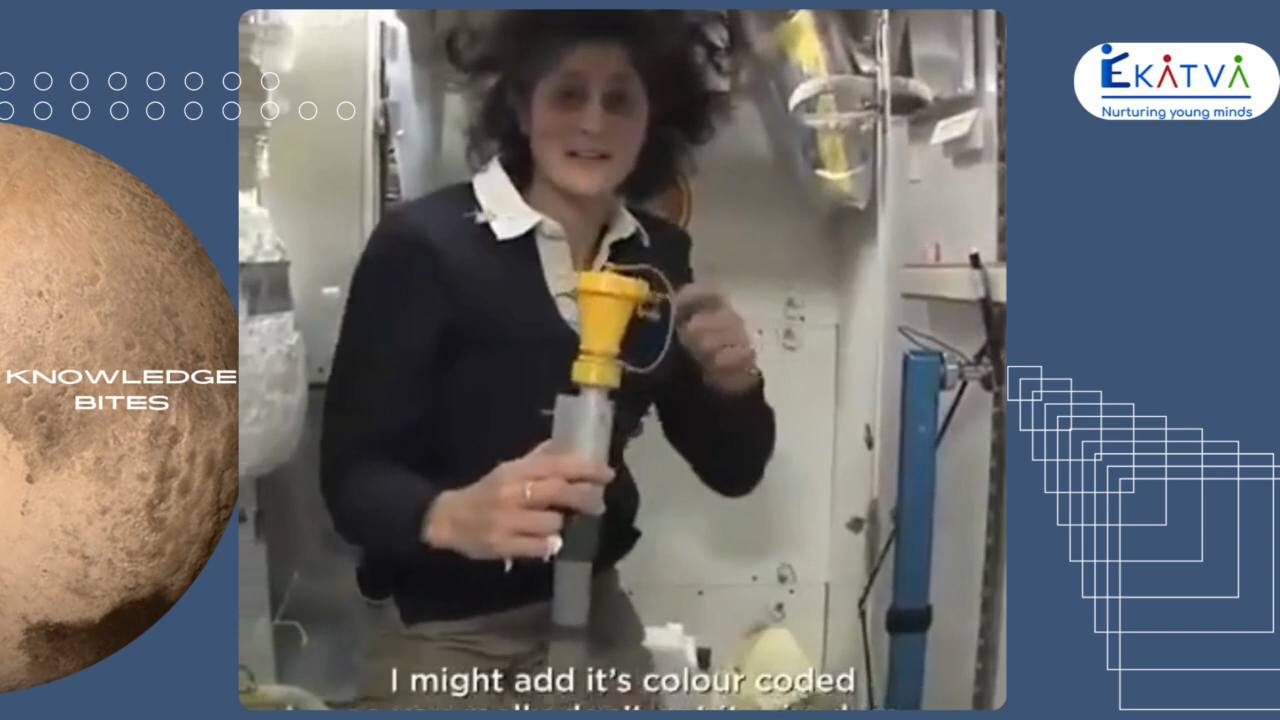 EKATVA
Nurturing young minds
KNOWLEDGE
BITES
I might add it's colour coded